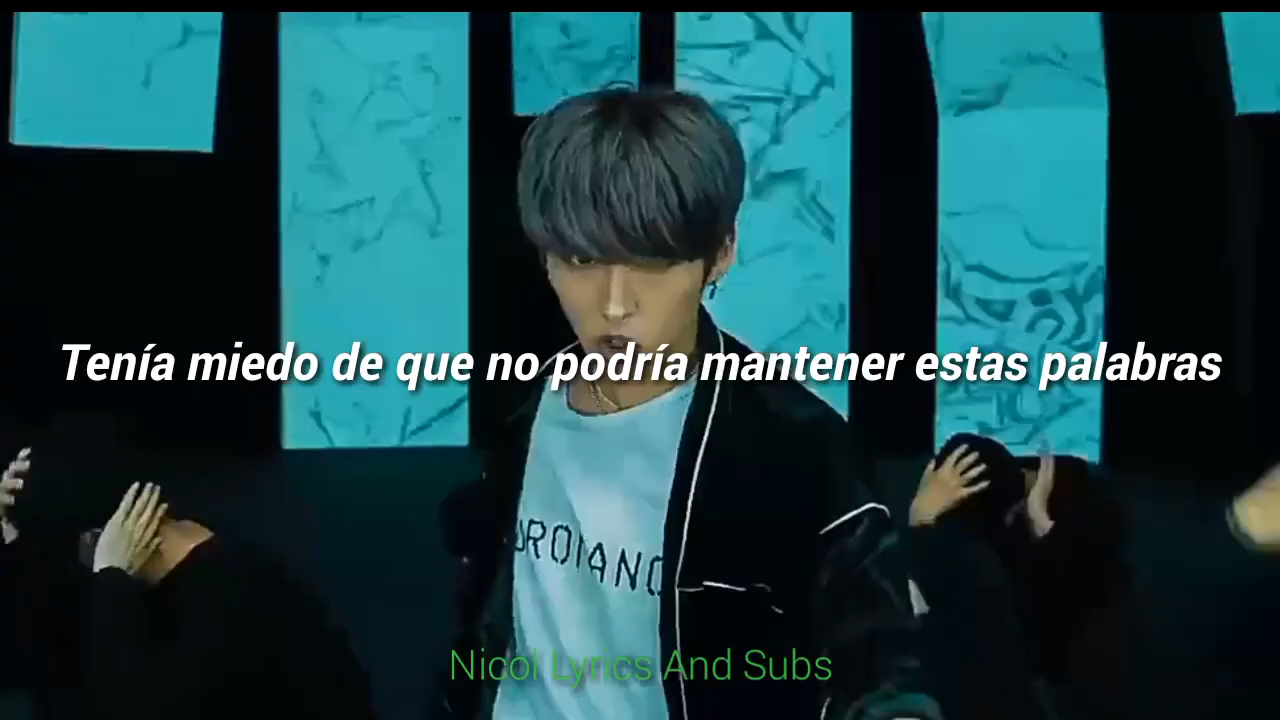 Tenía miedo de que no podría mantener estas palabras
Nicol Lyrics And Subs